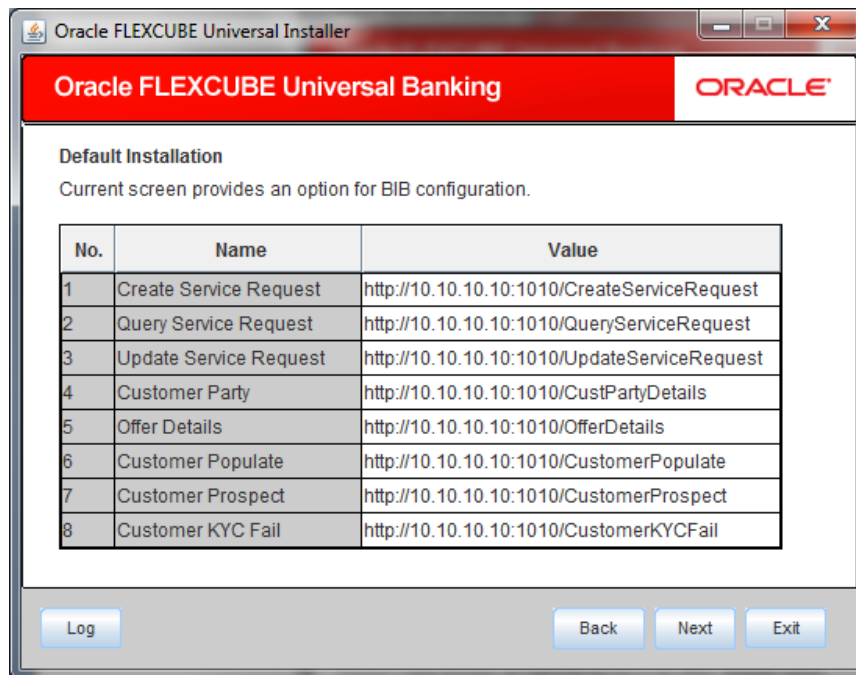 Oracle FLEXCUBE Universal Installer
Oracle FLEXCUBE Universal Banking ORACLE
Default Installation
Current screen provides an option for BIB configuration.
No. Name Value
1 Create Service Request http://10.10.10.10:1010/CreateServiceRequest
2 Query Service Request http://10.10.10.10:1010/QueryServiceRequest
3 Update Service Request http://10.10.10.10:1010/UpdateServiceRequest
4 Customer Party http://10.10.10.10:1010/CustPartyDetails
5 Offer Details http://10.10.10.10:1010/OfferDetails
6 Customer Populate http://10.10.10.10:1010/CustomerPopulate
7 Customer Prospect http://10.10.10.10:1010/CustomerProspect
8 Customer KYC Fail http://10.10.10.10:1010/CustomerKYCFail
Log Back Next Exit